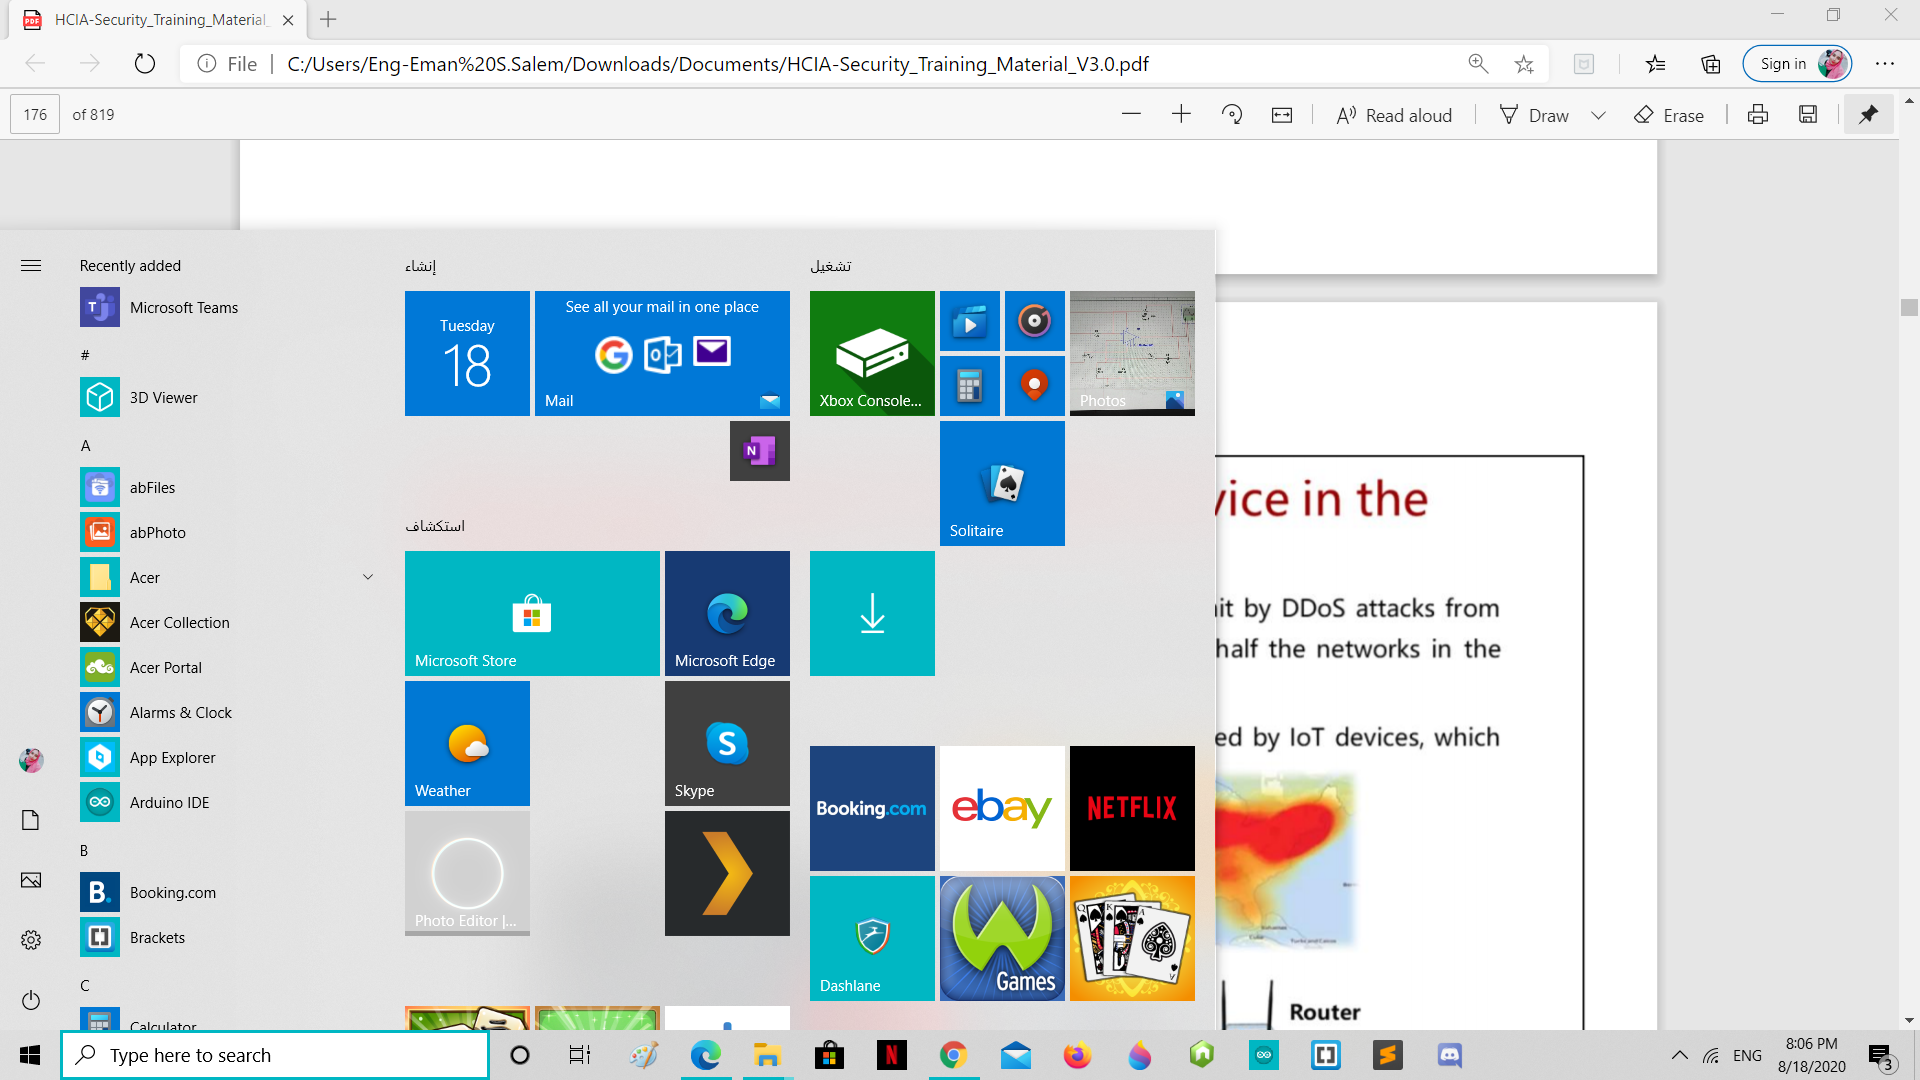 HCIA-Security_Training_Material
File
C:/Users/Eng-Eman%20S.Salem/Downloads/Documents/HCIA-Security_Training_Material_V3.0.pdf
Sign in
176 of 819
Read aloud
Draw
Erase
Recently added
Microsoft Teams
#
3D Viewer
A
abFiles
abPhoto
Acer
Acer Collection
Acer Portal
Alarms & Clock
App Explorer
Arduino IDE
B
Booking.com
Brackets
C
Calculator
إنشاء
Tuesday
18
See all your mail in one place
Mail
استكشاف
Microsoft Store
Microsoft Edge
Weather
Skype
Photo Editor |...
تشغيل
Xbox Console...
Photos
Solitaire
Booking.com
ebay
NETFLIX
Dashlane
Games
vice in the
it by DDoS attacks from
half the networks in the
ed by IoT devices, which
Router
Type here to search
ENG
8:06 PM
8/18/2020
3